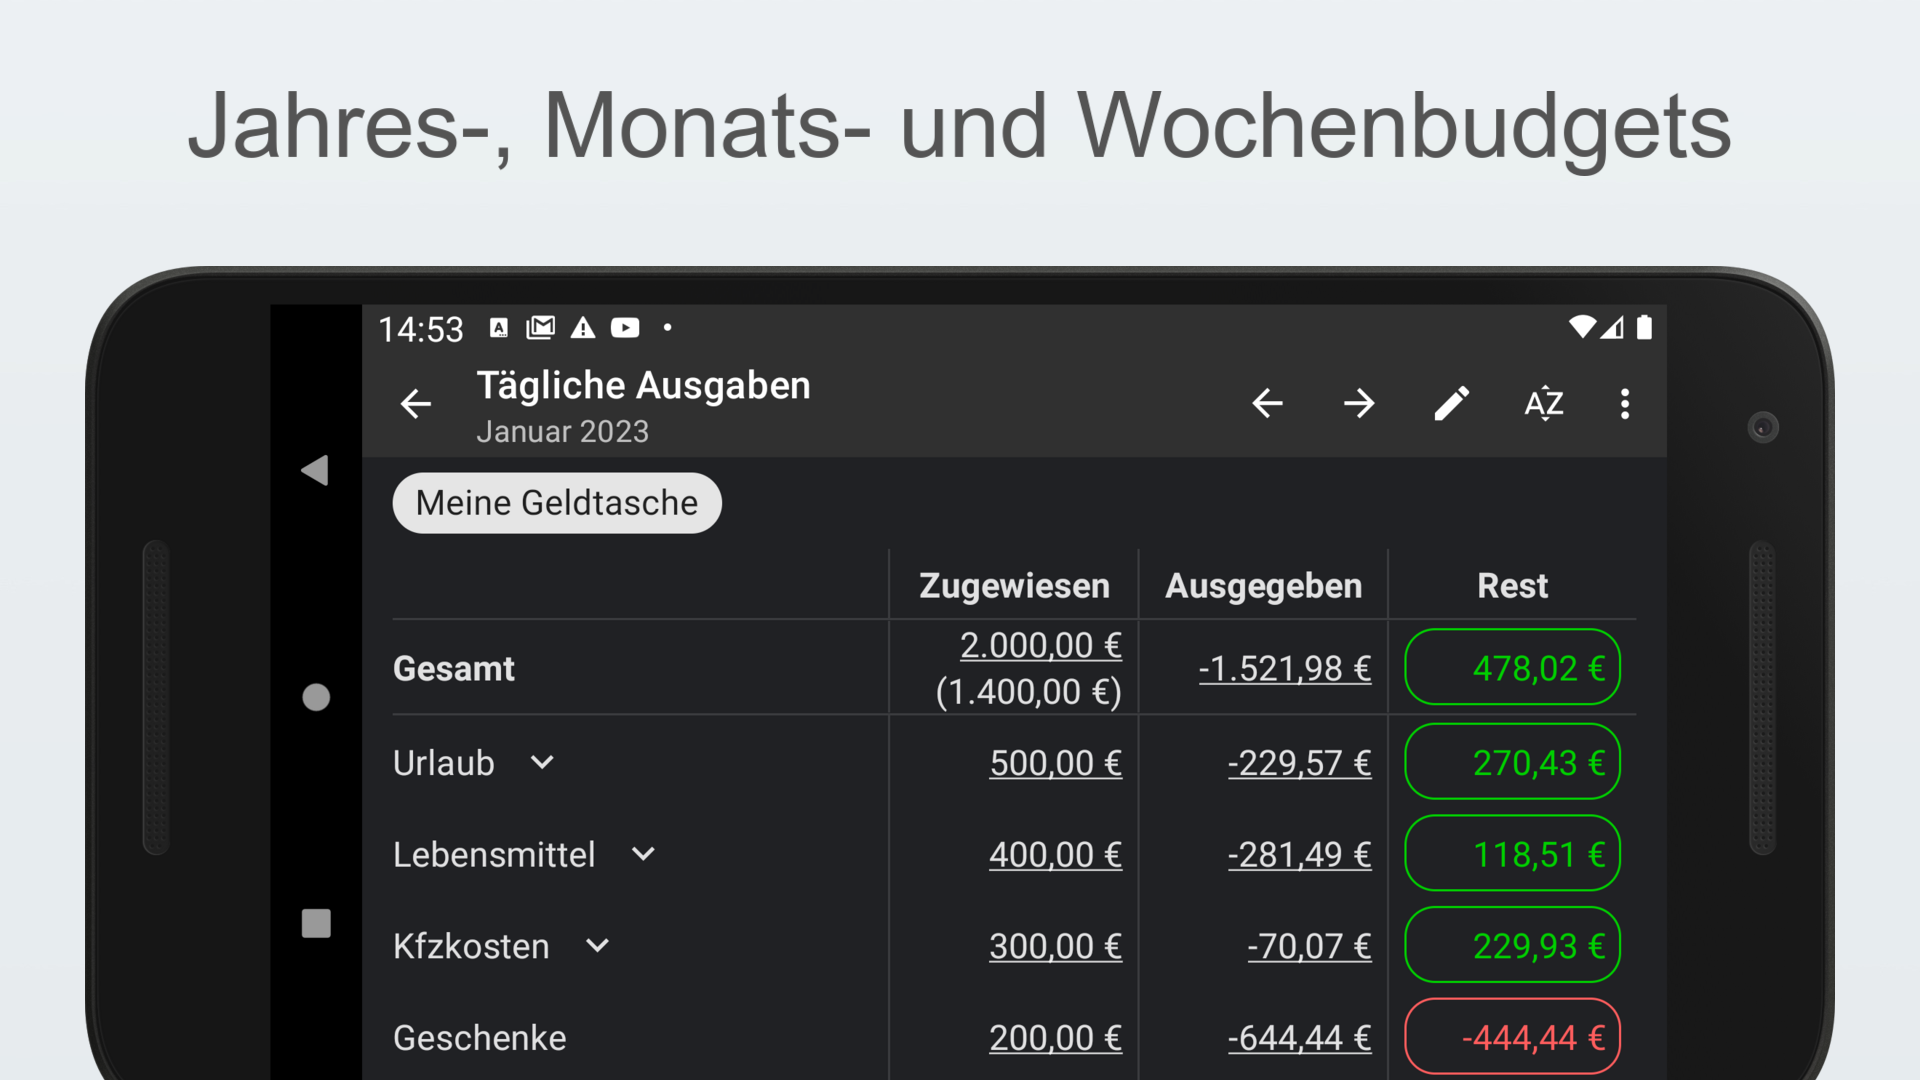 Jahres-, Monats- und Wochenbudgets
14:53
Tägliche Ausgaben
Januar 2023
AZ
Meine Geldtasche
Zugewiesen Ausgegeben Rest
Gesamt 2.000,00 € (1.400,00 €) -1.521,98 € 478,02 €
Urlaub 500,00 € -229,57 € 270,43 €
Lebensmittel 400,00 € -281,49 € 118,51 €
Kfzkosten 300,00 € -70,07 € 229,93 €
Geschenke 200,00 € -644,44 € -444,44 €